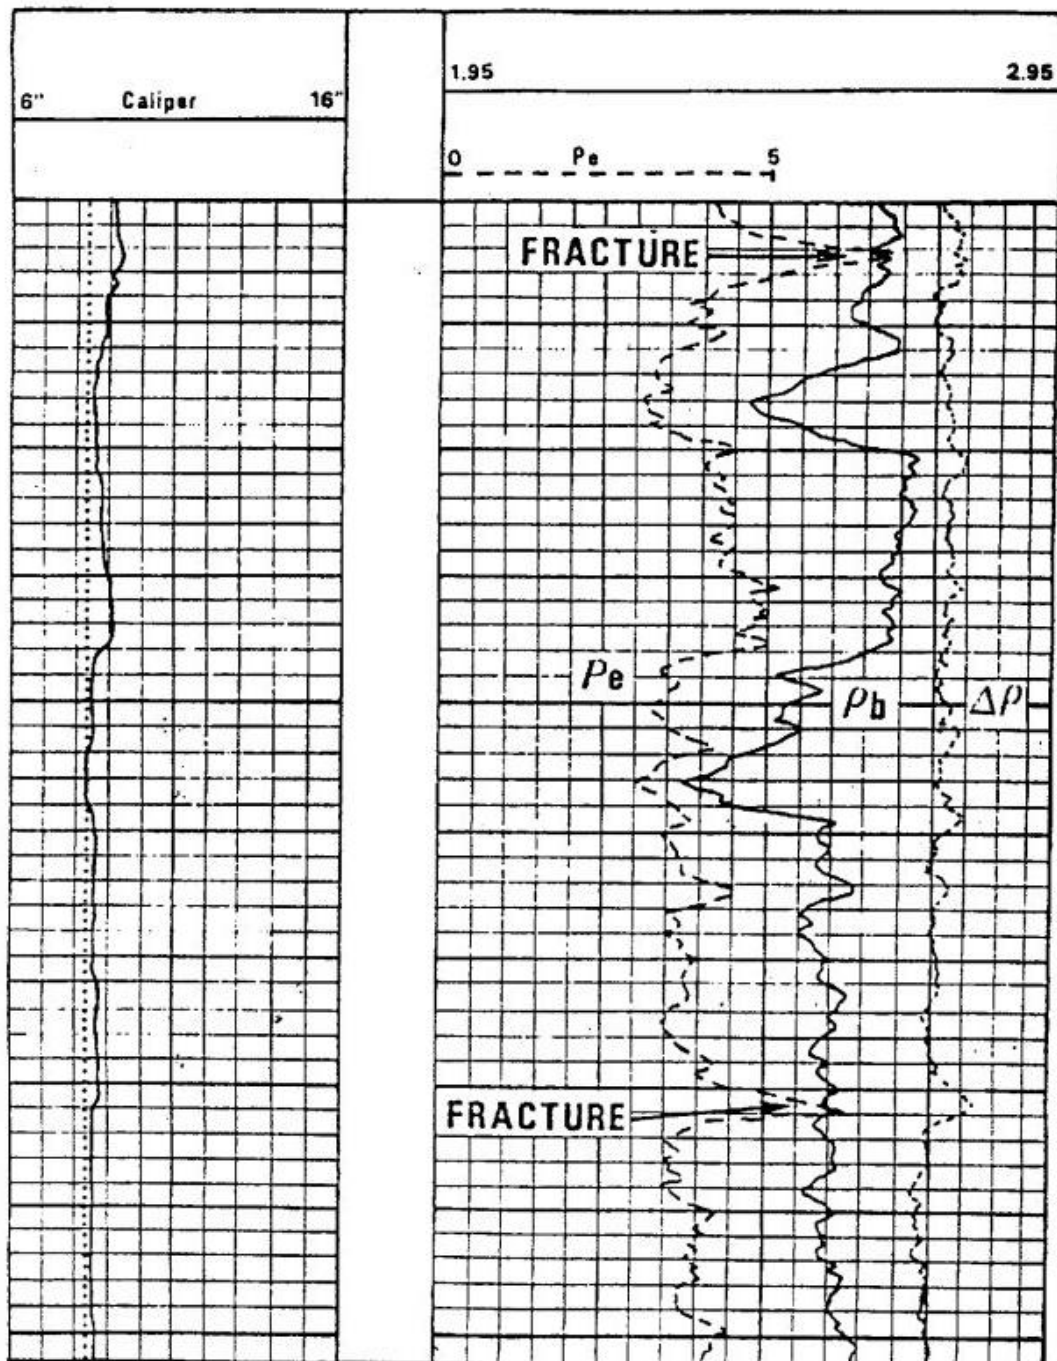 1.95 2.95
6" Caliper 16"
0 Pe 5
FRACTURE
Pe ρb Δρ
FRACTURE